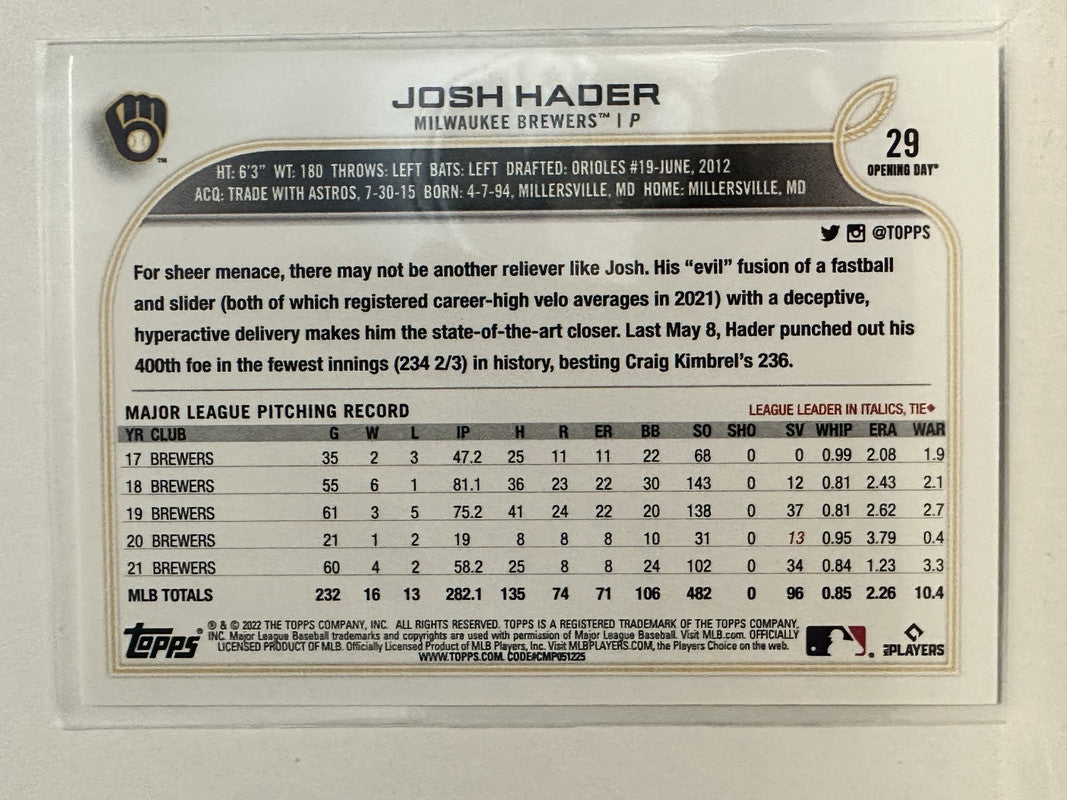 JOSH HADER
MILWAUKEE BREWERS™ | P
29
OPENING DAY®
HT: 6'3" WT: 180 THROWS: LEFT BATS: LEFT DRAFTED: ORIOLES #19-JUNE, 2012
ACQ: TRADE WITH ASTROS, 7-30-15 BORN: 4-7-94, MILLERSVILLE, MD HOME: MILLERSVILLE, MD
@TOPPS
For sheer menace, there may not be another reliever like Josh. His “evil” fusion of a fastball
and slider (both of which registered career-high velo averages in 2021) with a deceptive,
hyperactive delivery makes him the state-of-the-art closer. Last May 8, Hader punched out his
400th foe in the fewest innings (234 2/3) in history, besting Craig Kimbrel’s 236.
MAJOR LEAGUE PITCHING RECORD LEAGUE LEADER IN ITALICS, TIE♦
YR CLUB G W L IP H R ER BB SO SHO SV WHIP ERA WAR
17 BREWERS 35 2 3 47.2 25 11 11 22 68 0 0 0.99 2.08 1.9
18 BREWERS 55 6 1 81.1 36 23 22 30 143 0 12 0.81 2.43 2.1
19 BREWERS 61 3 5 75.2 41 24 22 20 138 0 37 0.81 2.62 2.7
20 BREWERS 21 1 2 19 8 8 8 10 31 0 13 0.95 3.79 0.4
21 BREWERS 60 4 2 58.2 25 8 8 24 102 0 34 0.84 1.23 3.3
MLB TOTALS 232 16 13 282.1 135 74 71 106 482 0 96 0.85 2.26 10.4
Topps
® & © 2022 THE TOPPS COMPANY, INC. ALL RIGHTS RESERVED. TOPPS IS A REGISTERED TRADEMARK OF THE TOPPS COMPANY,
INC. Major League Baseball trademarks and copyrights are used with permission of Major League Baseball. Visit MLB.com. OFFICIALLY
LICENSED PRODUCT OF MLB. Officially Licensed Product of MLB Players, Inc. Visit MLBPLAYERS.COM, the Players Choice on the web.
WWW.TOPPS.COM. CODE#CMP051225
MLB PLAYERS